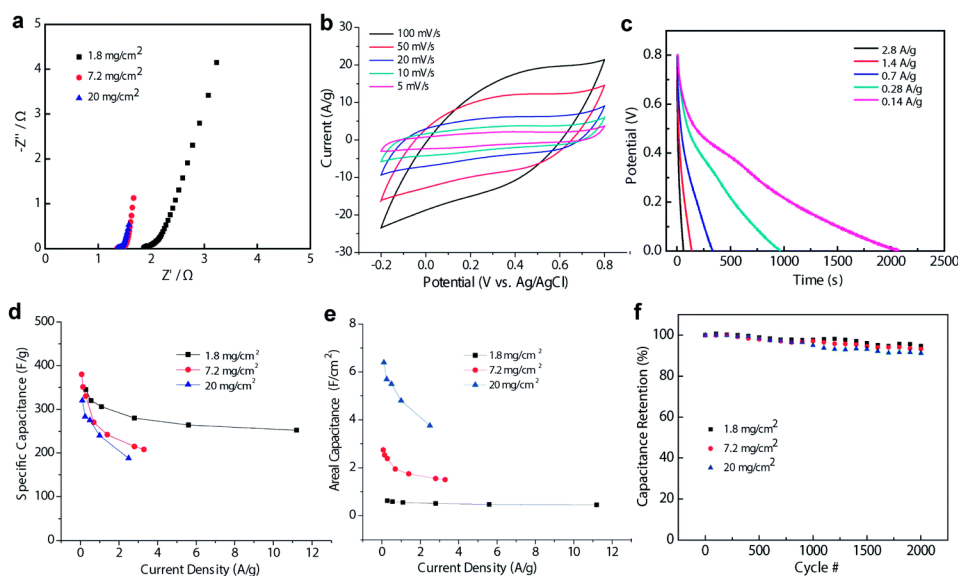 a
5
4
3
2
1
0
0
1
2
3
4
5
-Z'' / Ω
Z' / Ω
1.8 mg/cm²
7.2 mg/cm²
20 mg/cm²
b
30
20
10
0
-10
-20
-30
-0.2
0.0
0.2
0.4
0.6
0.8
Current (A/g)
Potential (V vs. Ag/AgCl)
100 mV/s
50 mV/s
20 mV/s
10 mV/s
5 mV/s
c
0.8
0.6
0.4
0.2
0.0
0
500
1000
1500
2000
2500
Potential (V)
Time (s)
2.8 A/g
1.4 A/g
0.7 A/g
0.28 A/g
0.14 A/g
d
500
400
300
200
100
0
0
2
4
6
8
10
12
Specific Capacitance (F/g)
Current Density (A/g)
1.8 mg/cm²
7.2 mg/cm²
20 mg/cm²
e
8
6
4
2
0
0
2
4
6
8
10
12
Areal Capacitance (F/cm²)
Current Density (A/g)
1.8 mg/cm²
7.2 mg/cm²
20 mg/cm²
f
100
80
60
40
20
0
0
500
1000
1500
2000
Capacitance Retention (%)
Cycle #
1.8 mg/cm²
7.2 mg/cm²
20 mg/cm²